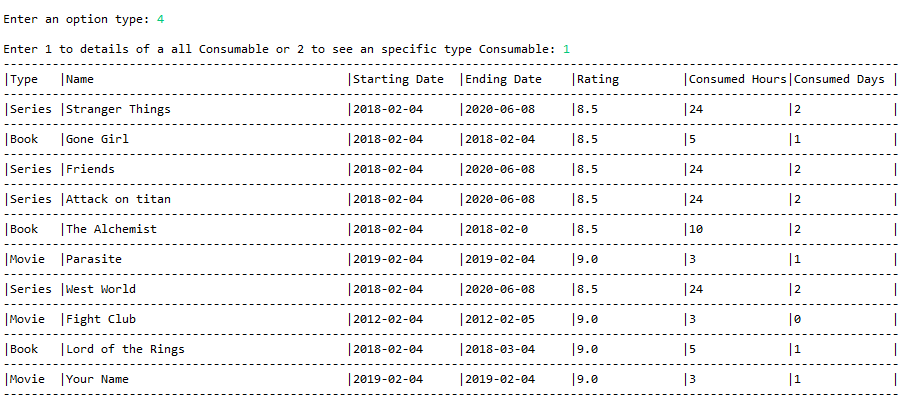 Enter an option type: 4
Enter 1 to details of a all Consumable or 2 to see an specific type Consumable: 1
|Type |Name |Starting Date |Ending Date |Rating |Consumed Hours|Consumed Days |
|Series |Stranger Things |2018-02-04 |2020-06-08 |8.5 |24 |2 |
|Book |Gone Girl |2018-02-04 |2018-02-04 |8.5 |5 |1 |
|Series |Friends |2018-02-04 |2020-06-08 |8.5 |24 |2 |
|Series |Attack on titan |2018-02-04 |2020-06-08 |8.5 |24 |2 |
|Book |The Alchemist |2018-02-04 |2018-02-0 |8.5 |10 |2 |
|Movie |Parasite |2019-02-04 |2019-02-04 |9.0 |3 |1 |
|Series |West World |2018-02-04 |2020-06-08 |8.5 |24 |2 |
|Movie |Fight Club |2012-02-04 |2012-02-05 |9.0 |3 |0 |
|Book |Lord of the Rings |2018-02-04 |2018-03-04 |9.0 |5 |1 |
|Movie |Your Name |2019-02-04 |2019-02-04 |9.0 |3 |1 |